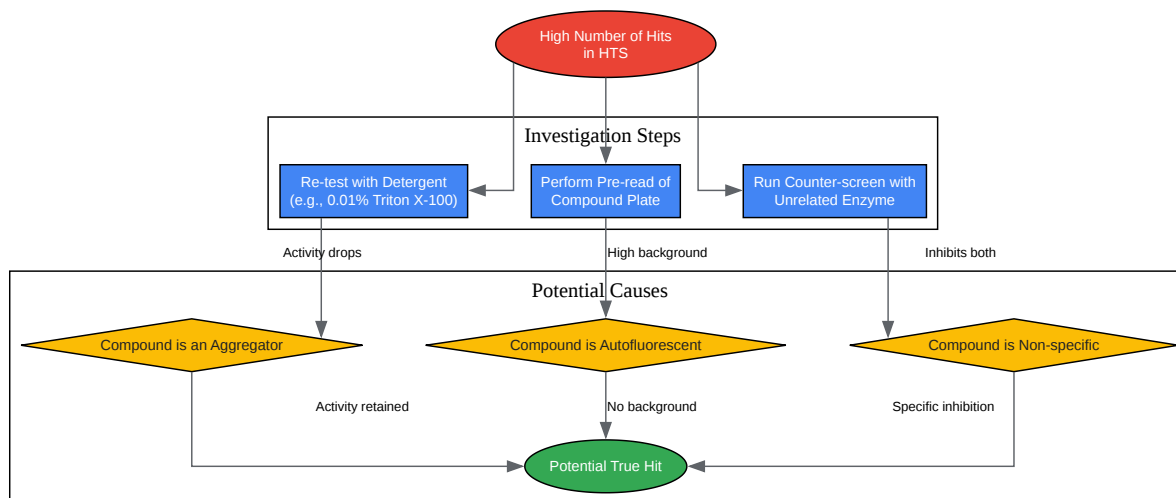 High Number of Hits
in HTS
Investigation Steps
Re-test with Detergent
(e.g., 0.01% Triton X-100)
Perform Pre-read of
Compound Plate
Run Counter-screen with
Unrelated Enzyme
Activity drops
High background
Inhibits both
Potential Causes
Compound is an Aggregator
Compound is Autofluorescent
Compound is Non-specific
Activity retained
No background
Specific inhibition
Potential True Hit